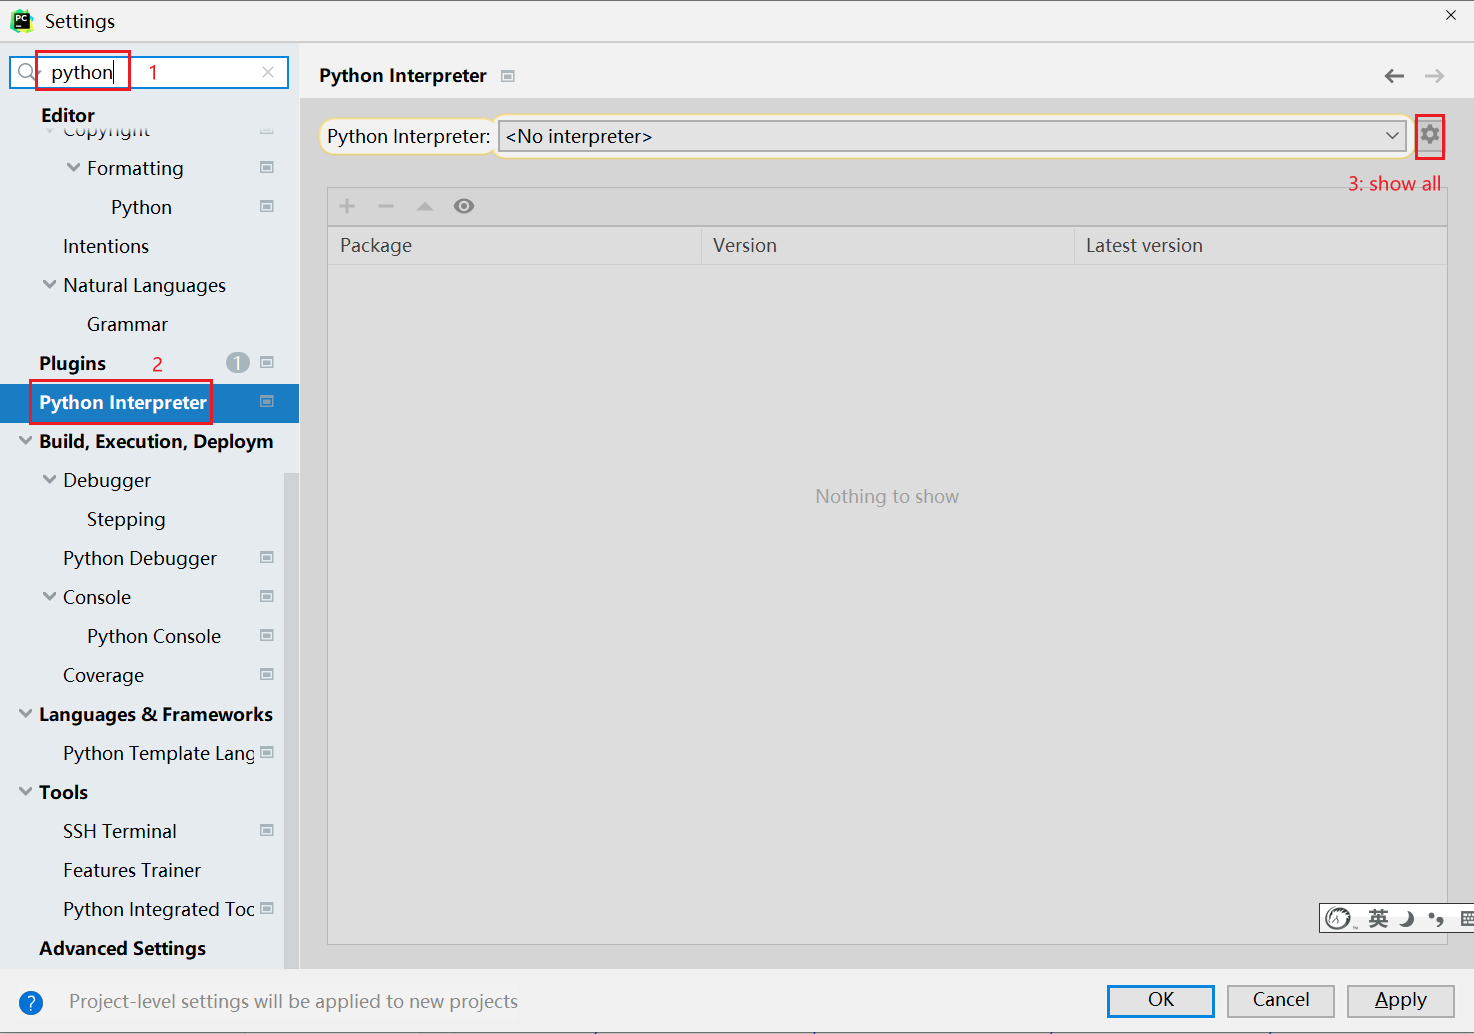 PC
Settings
python
1
Python Interpreter
Editor
Copyright
Python Interpreter:
<No interpreter>
3: show all
Formatting
Python
Intentions
Package
Version
Latest version
Natural Languages
Grammar
Plugins
2
1
Python Interpreter
Build, Execution, Deploym
Debugger
Nothing to show
Stepping
Python Debugger
Console
Python Console
Coverage
Languages & Frameworks
Python Template Lang
Tools
SSH Terminal
Features Trainer
Python Integrated Too
英
Advanced Settings
?
Project-level settings will be applied to new projects
OK
Cancel
Apply